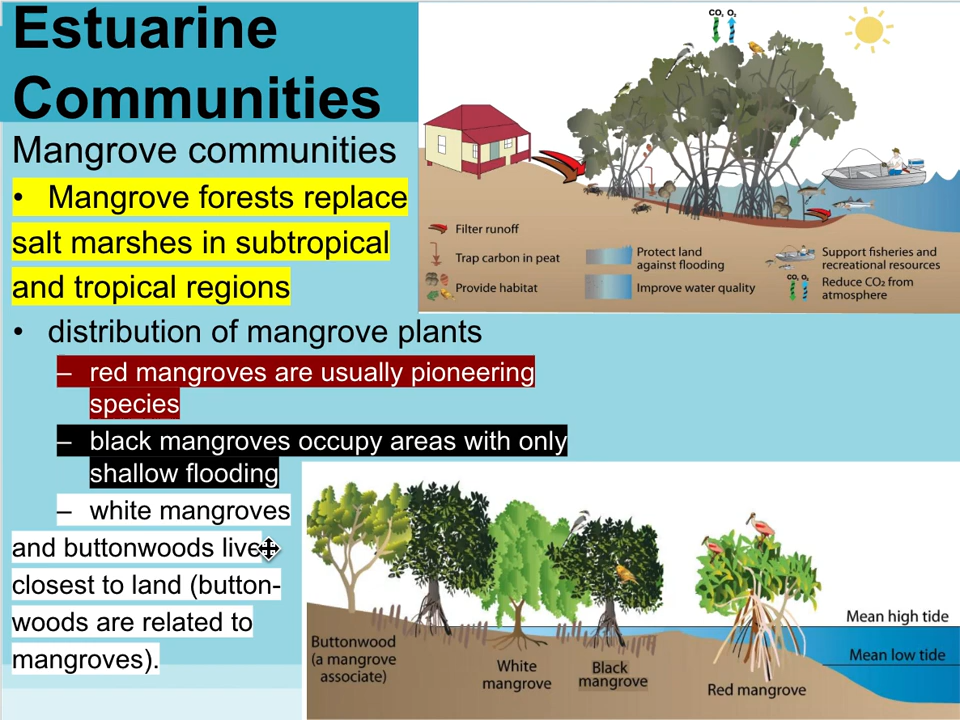 Estuarine
Communities
Mangrove communities
• Mangrove forests replace
salt marshes in subtropical
and tropical regions
• distribution of mangrove plants
– red mangroves are usually pioneering
species
– black mangroves occupy areas with only
shallow flooding
– white mangroves
and buttonwoods live
closest to land (button-
woods are related to
mangroves).
CO₂ O₂
Filter runoff
Trap carbon in peat
Provide habitat
Protect land
against flooding
Improve water quality
Support fisheries and
recreational resources
CO₂ O₂
Reduce CO₂ from
atmosphere
Mean high tide
Mean low tide
Buttonwood
(a mangrove
associate)
White
mangrove
Black
mangrove
Red mangrove